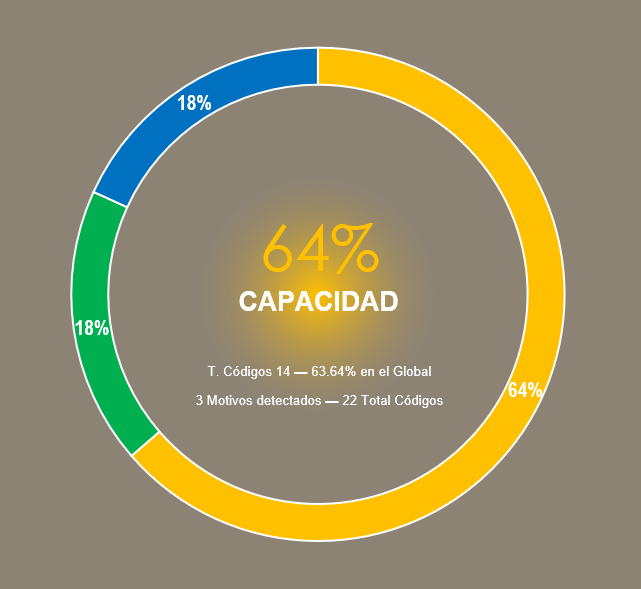 18%
64%
CAPACIDAD
18%
T. Códigos 14 — 63.64% en el Global
64%
3 Motivos detectados — 22 Total Códigos